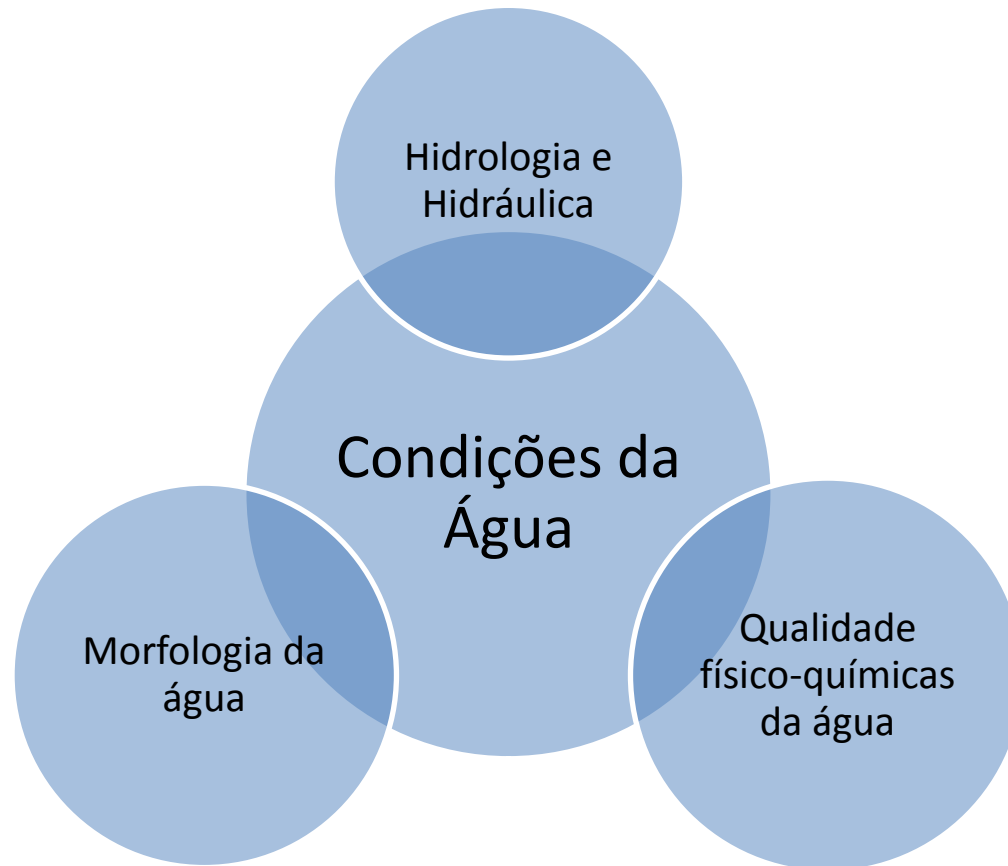 Hidrologia e
Hidráulica
Condições da
Água
Morfologia da
água
Qualidade
físico-químicas
da água